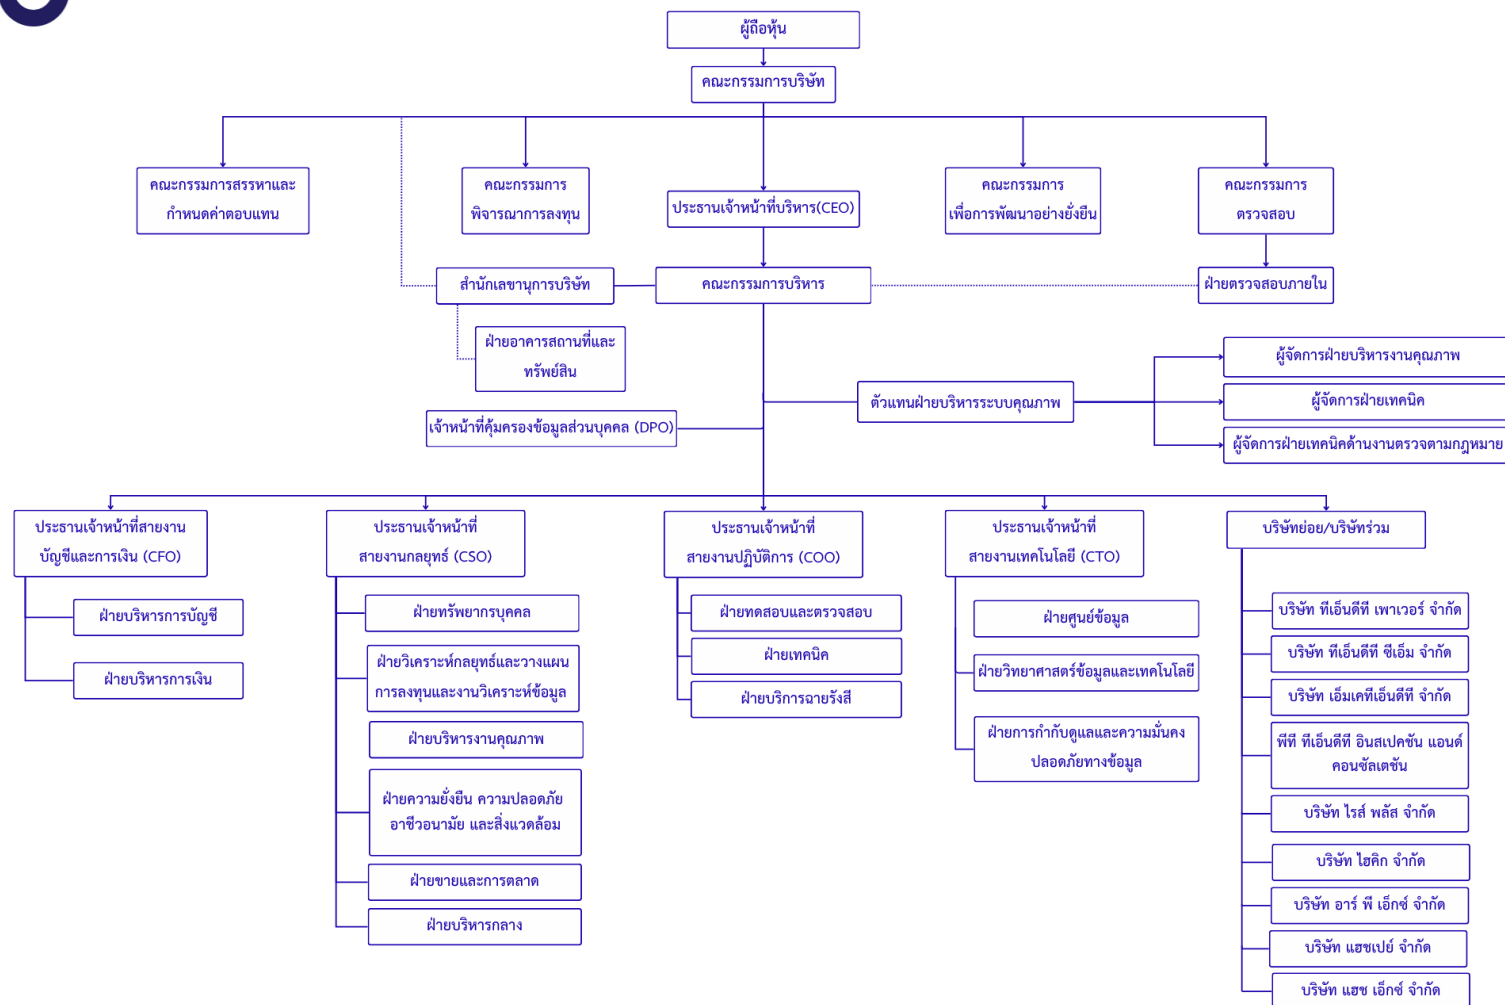 ผู้ถือหุ้น
คณะกรรมการบริษัท
คณะกรรมการสรรหาและ
กำหนดค่าตอบแทน
คณะกรรมการ
พิจารณาการลงทุน
ประธานเจ้าหน้าที่บริหาร(CEO)
คณะกรรมการ
เพื่อการพัฒนาอย่างยั่งยืน
คณะกรรมการ
ตรวจสอบ
สำนักเลขานุการบริษัท
คณะกรรมการบริหาร
ฝ่ายตรวจสอบภายใน
ฝ่ายอาคารสถานที่และ
ทรัพย์สิน
ตัวแทนฝ่ายบริหารระบบคุณภาพ
ผู้จัดการฝ่ายบริหารงานคุณภาพ
ผู้จัดการฝ่ายเทคนิค
ผู้จัดการฝ่ายเทคนิคด้านงานตรวจตามกฎหมาย
เจ้าหน้าที่คุ้มครองข้อมูลส่วนบุคคล (DPO)
ประธานเจ้าหน้าที่สายงาน
บัญชีและการเงิน (CFO)
ฝ่ายบริหารการบัญชี
ฝ่ายบริหารการเงิน
ประธานเจ้าหน้าที่
สายงานกลยุทธ์ (CSO)
ฝ่ายทรัพยากรบุคคล
ฝ่ายวิเคราะห์กลยุทธ์และวางแผน
การลงทุนและงานวิเคราะห์ข้อมูล
ฝ่ายบริหารงานคุณภาพ
ฝ่ายความยั่งยืน ความปลอดภัย
อาชีวอนามัย และสิ่งแวดล้อม
ฝ่ายขายและการตลาด
ฝ่ายบริหารกลาง
ประธานเจ้าหน้าที่
สายงานปฏิบัติการ (COO)
ฝ่ายทดสอบและตรวจสอบ
ฝ่ายเทคนิค
ฝ่ายบริการฉายรังสี
ประธานเจ้าหน้าที่
สายงานเทคโนโลยี (CTO)
ฝ่ายศูนย์ข้อมูล
ฝ่ายวิทยาศาสตร์ข้อมูลและเทคโนโลยี
ฝ่ายการกำกับดูแลและความมั่นคง
ปลอดภัยทางข้อมูล
บริษัทย่อย/บริษัทร่วม
บริษัท ทีเอ็นดีที เพาเวอร์ จำกัด
บริษัท ทีเอ็นดีที ซีเอ็ม จำกัด
บริษัท เอ็มเคทีเอ็นดีที จำกัด
พีที ทีเอ็นดีที อินสเปคชัน แอนด์
คอนซัลเตชัน
บริษัท ไรส์ พลัส จำกัด
บริษัท ไฮคิก จำกัด
บริษัท อาร์ พี เอ็กซ์ จำกัด
บริษัท แฮชเปย์ จำกัด
บริษัท แฮช เอ็กซ์ จำกัด